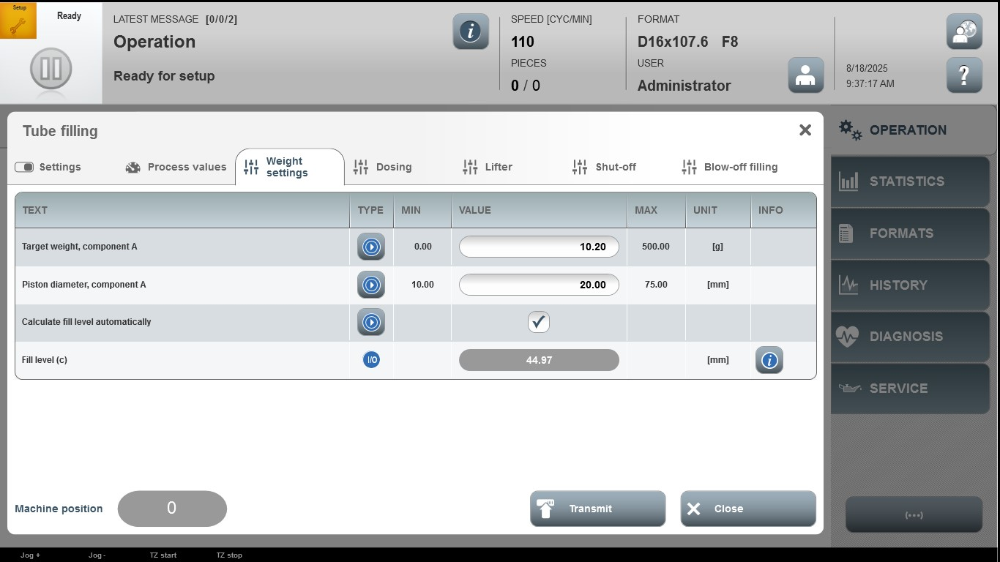 Setup
Ready
LATEST MESSAGE [0/0/2]
Operation
Ready for setup
SPEED [CYC/MIN]
110
PIECES
0 / 0
FORMAT
D16x107.6 F8
USER
Administrator
8/18/2025
9:37:17 AM
Tube filling
Settings
Process values
Weight
settings
Dosing
Lifter
Shut-off
Blow-off filling
TEXT TYPE MIN VALUE MAX UNIT INFO
Target weight, component A 0.00 10.20 500.00 [g]
Piston diameter, component A 10.00 20.00 75.00 [mm]
Calculate fill level automatically
Fill level (c) I/O 44.97 [mm]
Machine position 0
Transmit
Close
OPERATION
STATISTICS
FORMATS
HISTORY
DIAGNOSIS
SERVICE
(...)
Jog + Jog - TZ start TZ stop